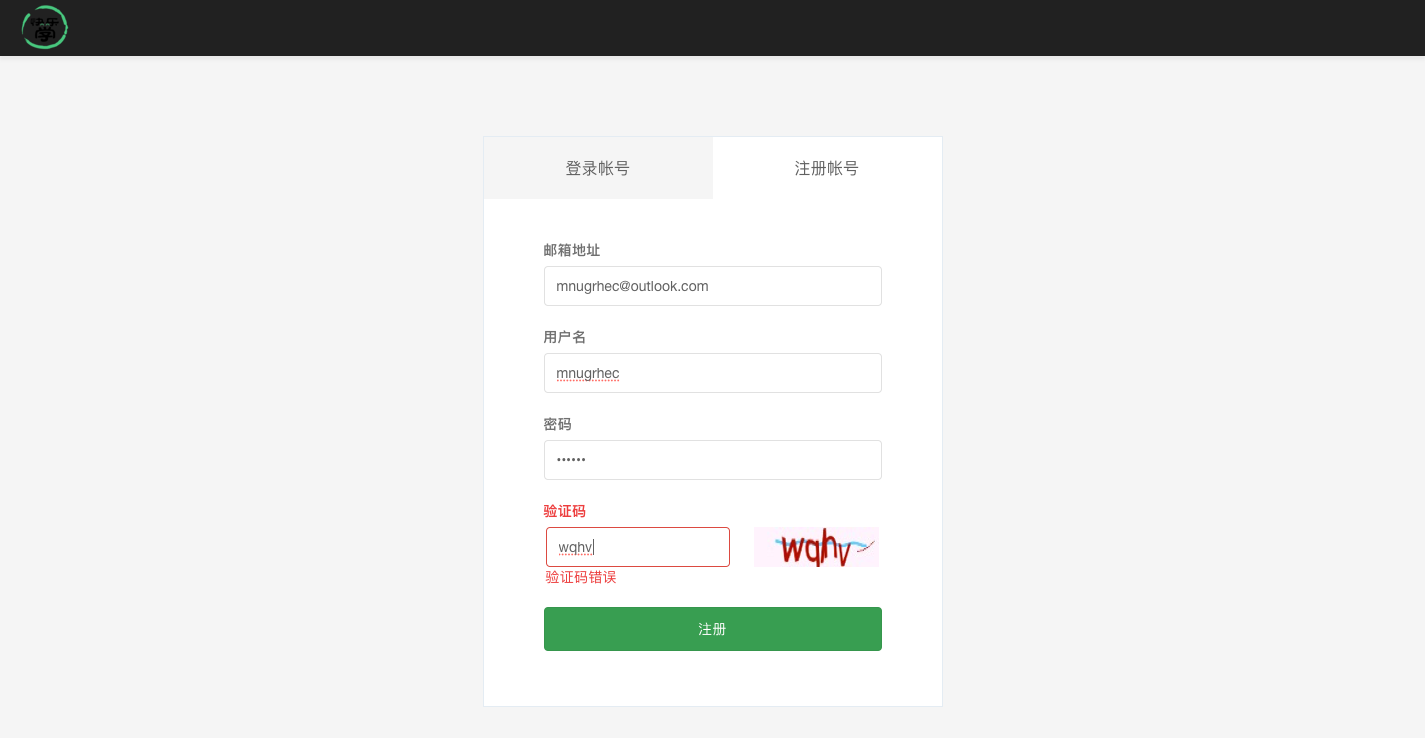 登录帐号
注册帐号
邮箱地址
mnugrhec@outlook.com
用户名
mnugrhec
密码
••••••
验证码
wqhv
wqhv
验证码错误
注册